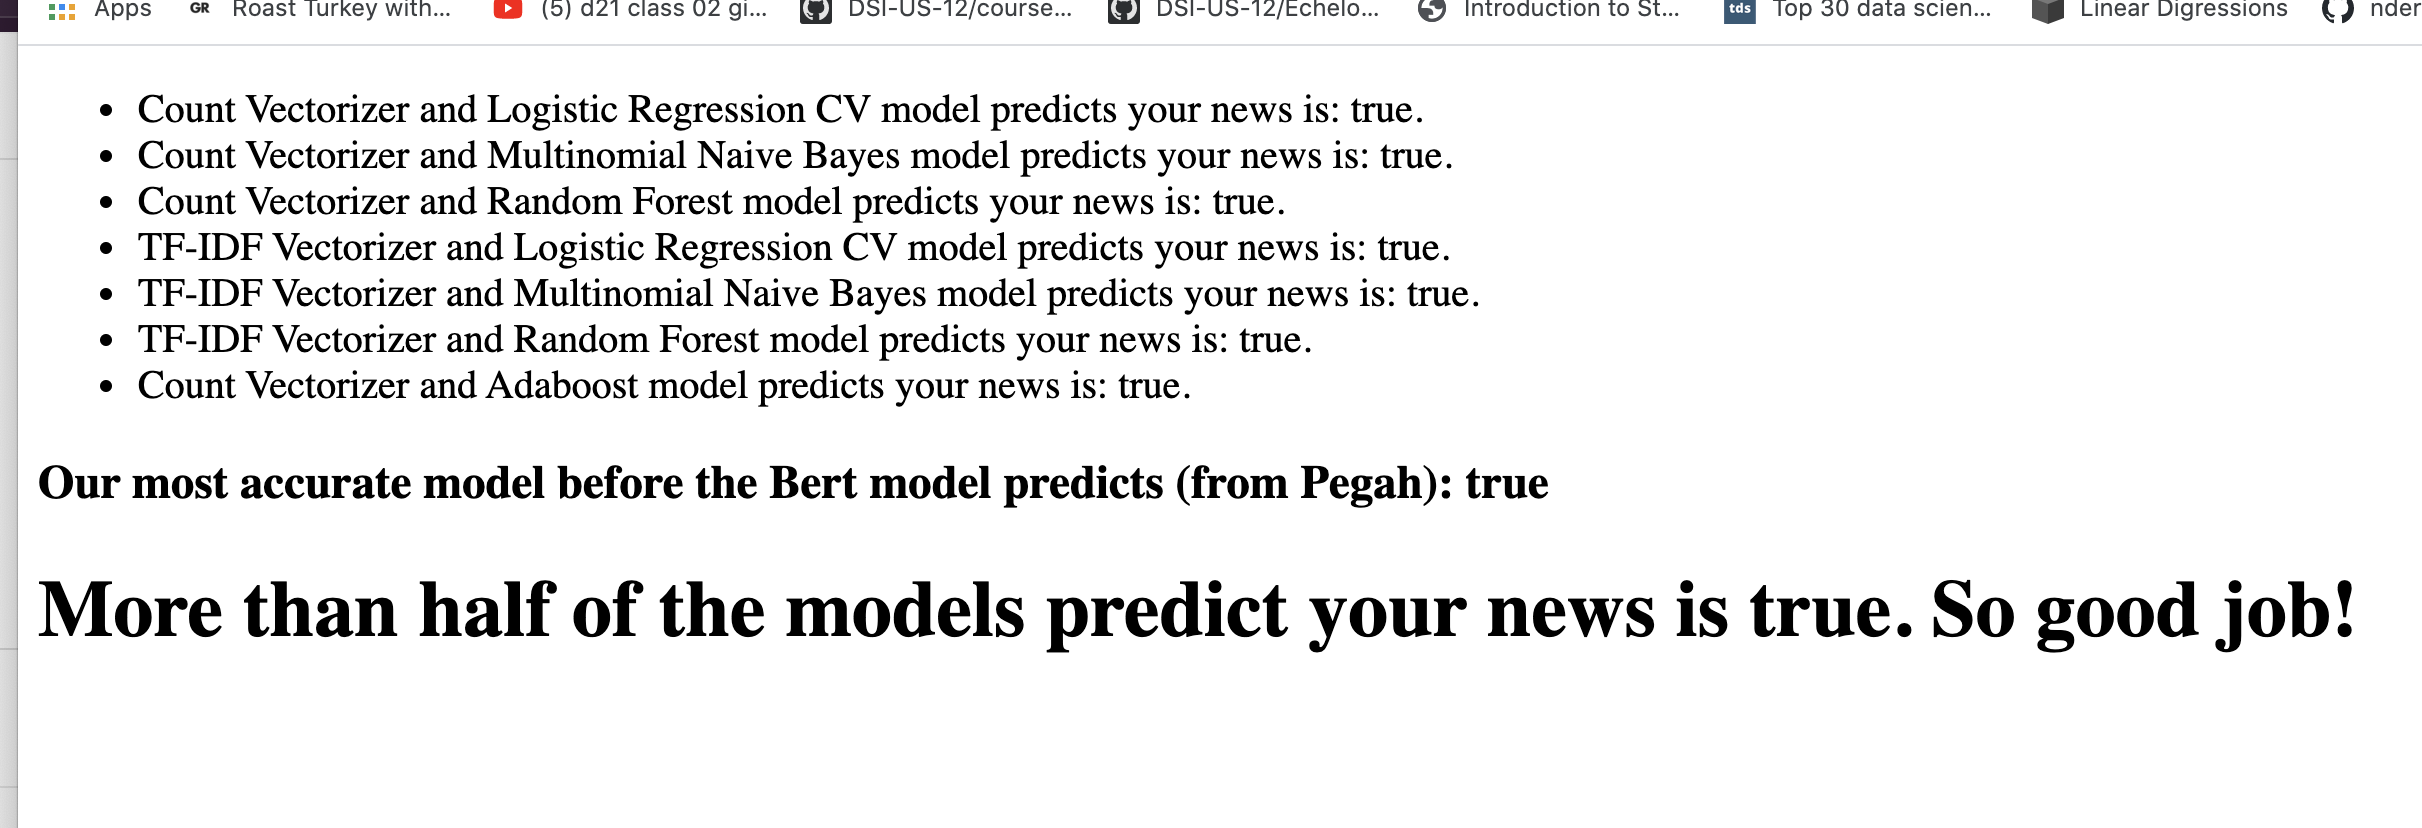 Apps GR Roast Turkey with... (5) d21 class 02 gi... DSI-US-12/course... DSI-US-12/Echelo... Introduction to St... tds Top 30 data scien... Linear Digressions nder
• Count Vectorizer and Logistic Regression CV model predicts your news is: true.
• Count Vectorizer and Multinomial Naive Bayes model predicts your news is: true.
• Count Vectorizer and Random Forest model predicts your news is: true.
• TF-IDF Vectorizer and Logistic Regression CV model predicts your news is: true.
• TF-IDF Vectorizer and Multinomial Naive Bayes model predicts your news is: true.
• TF-IDF Vectorizer and Random Forest model predicts your news is: true.
• Count Vectorizer and Adaboost model predicts your news is: true.
Our most accurate model before the Bert model predicts (from Pegah): true
More than half of the models predict your news is true. So good job!